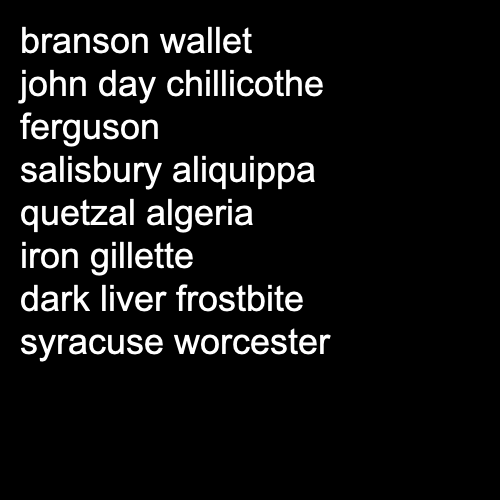 branson wallet
john day chillicothe
ferguson
salisbury aliquippa
quetzal algeria
iron gillette
dark liver frostbite
syracuse worcester